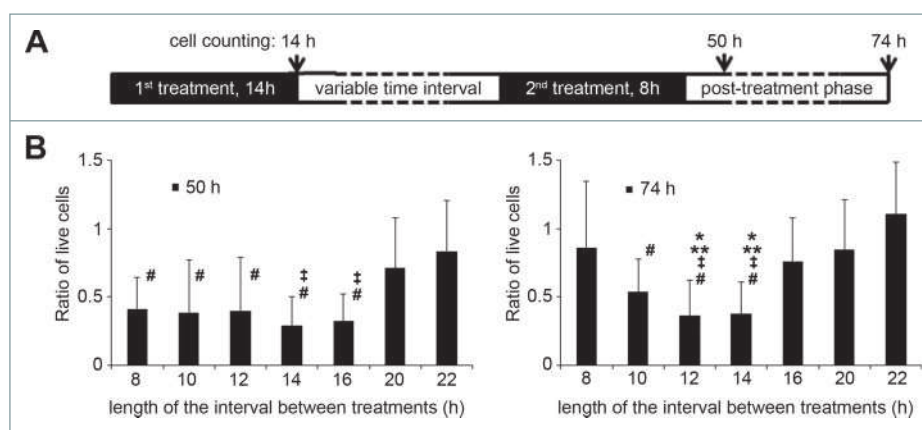 A
cell counting: 14 h
50 h
74 h
1st treatment, 14h
variable time interval
2nd treatment, 8h
post-treatment phase
B
Ratio of live cells
1.5
1
0.5
0
50 h
#
#
#
‡
#
‡
#
8 10 12 14 16 20 22
length of the interval between treatments (h)
Ratio of live cells
1.5
1
0.5
0
74 h
#
*
**
‡
#
*
**
‡
#
8 10 12 14 16 20 22
length of the interval between treatments (h)